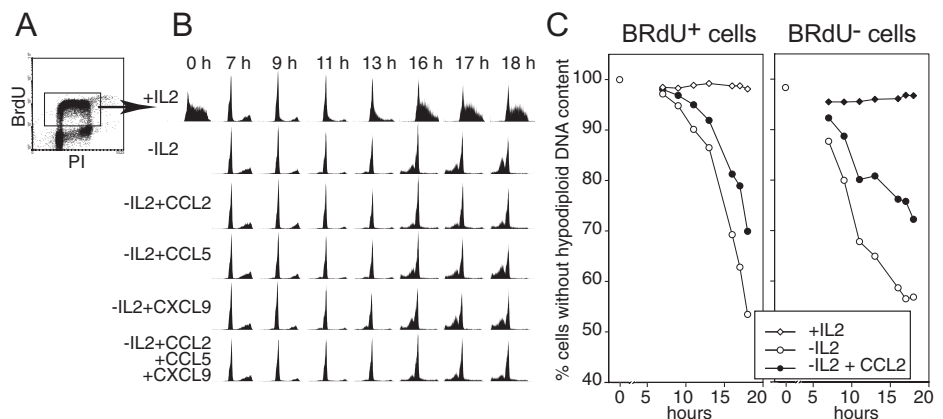 A
B
C
BrdU
PI
0 h 7 h 9 h 11 h 13 h 16 h 17 h 18 h
+IL2
-IL2
-IL2+CCL2
-IL2+CCL5
-IL2+CXCL9
-IL2+CCL2
+CCL5
+CXCL9
BRdU+ cells
BRdU- cells
% cells without hypodiploid DNA content
100
90
80
70
60
50
40
0 5 10 15 20
hours
0 5 10 15 20
hours
+IL2
-IL2
-IL2 + CCL2